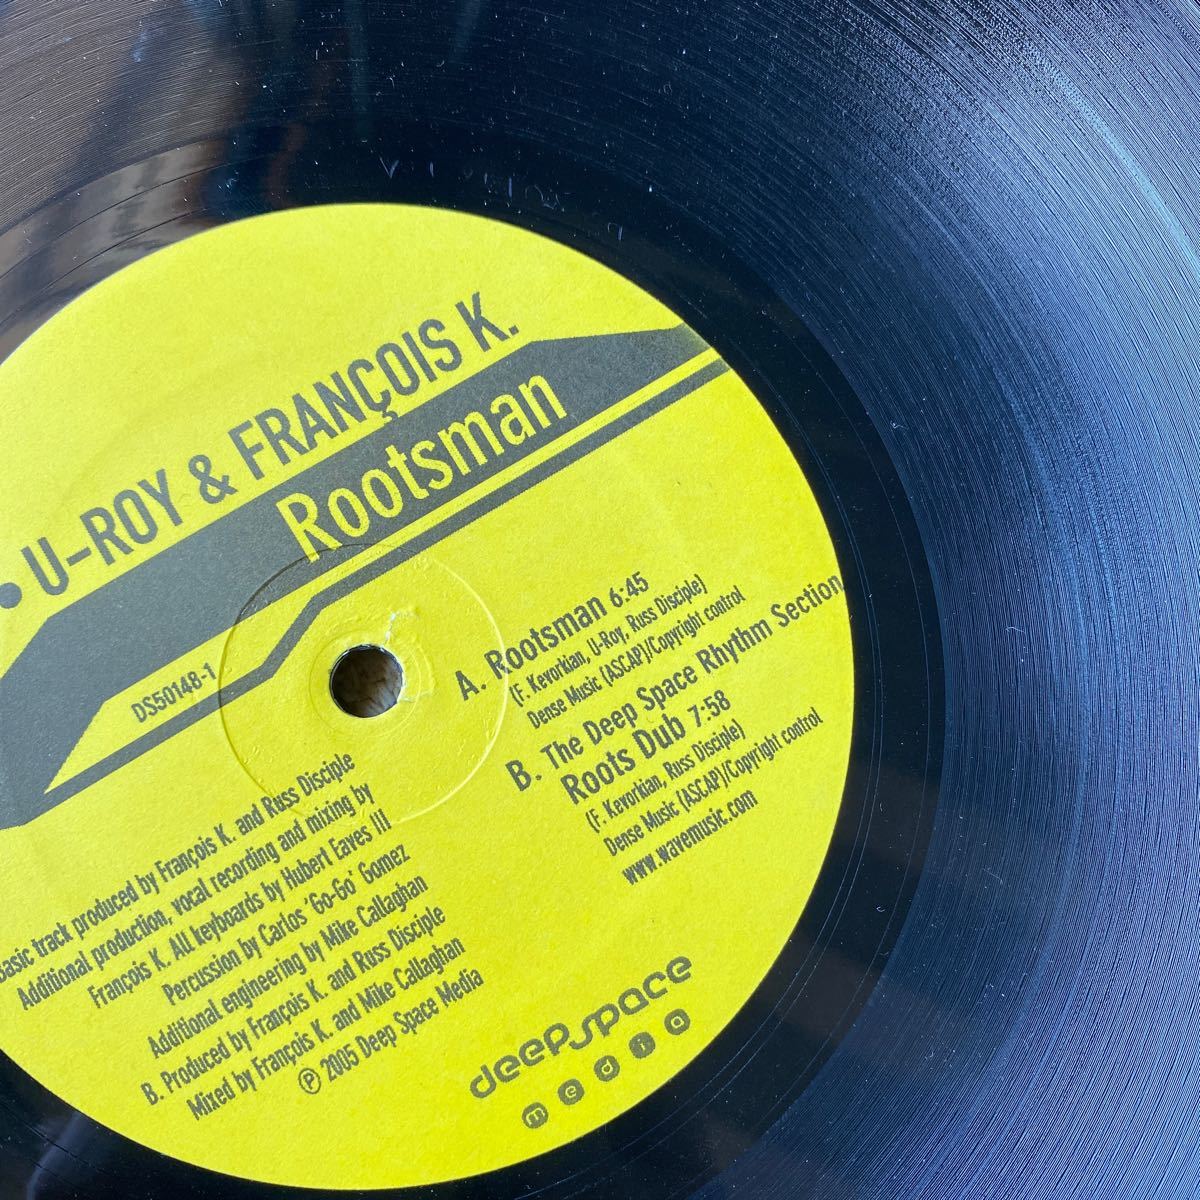 • U-ROY & FRANÇOIS K.
Rootsman
DS50148-1
A. Rootsman 6:45
(F. Kevorkian, U-Roy, Russ Disciple)
Dense Music (ASCAP)/Copyright control
B. The Deep Space Rhythm Section
Roots Dub 7:58
(F. Kevorkian, Russ Disciple)
Dense Music (ASCAP)/Copyright control
www.wavemusic.com
Basic track produced by François K. and Russ Disciple
Additional production, vocal recording and mixing by
François K. All keyboards by Hubert Eaves III
Percussion by Carlos 'Go-Go' Gomez
Additional engineering by Mike Callaghan
B. Produced by François K. and Russ Disciple
Mixed by François K. and Mike Callaghan
℗ 2005 Deep Space Media
deepspace
media